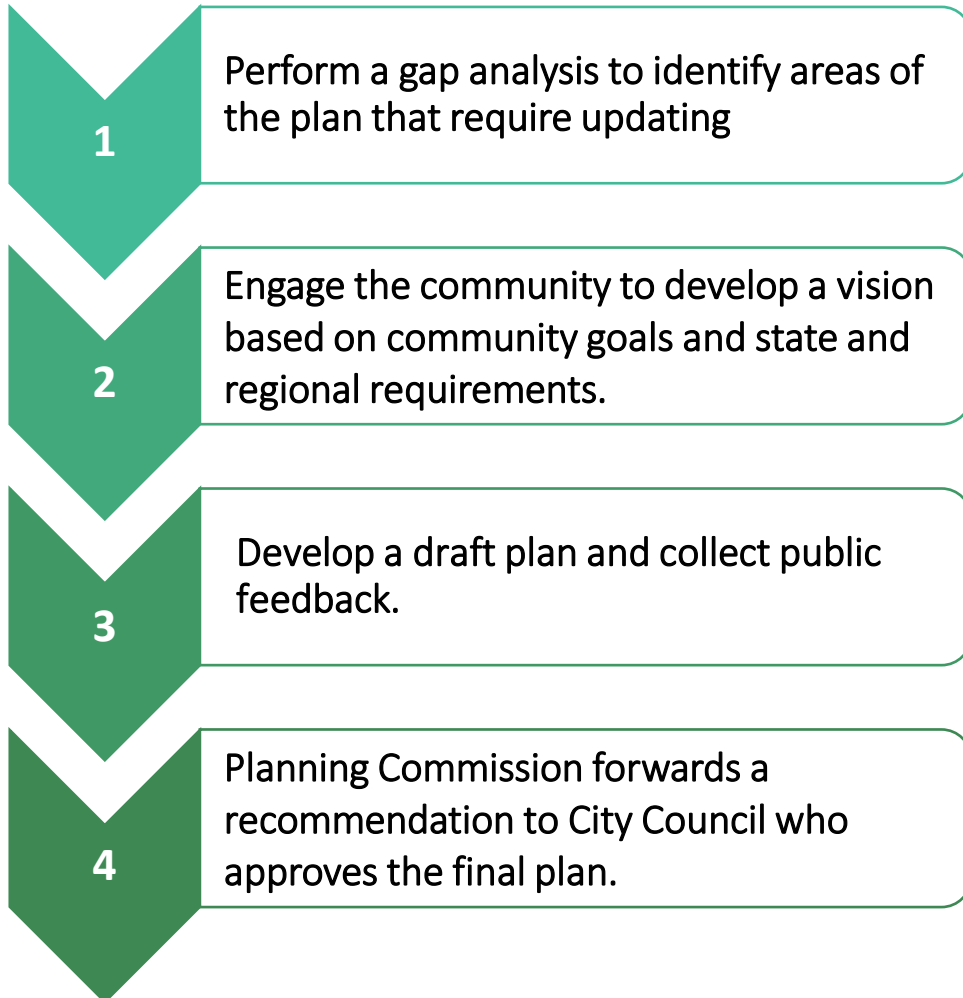 1
Perform a gap analysis to identify areas of
the plan that require updating
2
Engage the community to develop a vision
based on community goals and state and
regional requirements.
3
Develop a draft plan and collect public
feedback.
4
Planning Commission forwards a
recommendation to City Council who
approves the final plan.